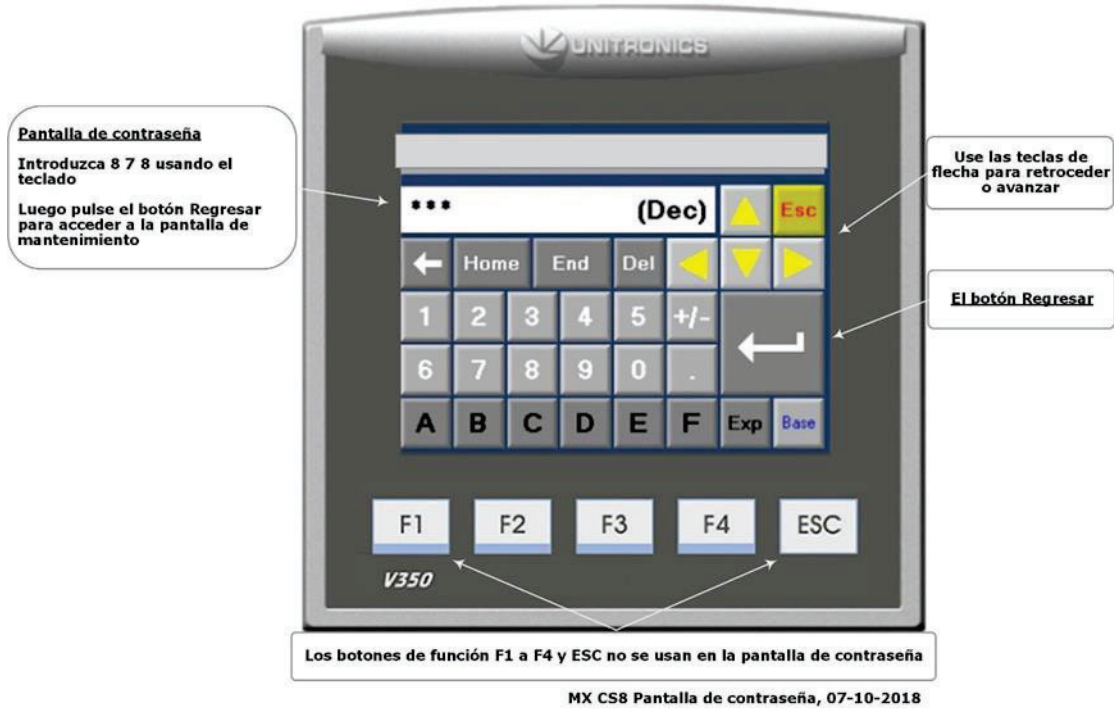 UNITRONICS
Pantalla de contraseña
Introduzca 8 7 8 usando el
teclado
Luego pulse el botón Regresar
para acceder a la pantalla de
mantenimiento
Use las teclas de
flecha para retroceder
o avanzar
*** (Dec) Esc
Home End Del
El botón Regresar
1 2 3 4 5 +/-
6 7 8 9 0 .
A B C D E F Exp Base
F1 F2 F3 F4 ESC
V350
Los botones de función F1 a F4 y ESC no se usan en la pantalla de contraseña
MX CS8 Pantalla de contraseña, 07-10-2018